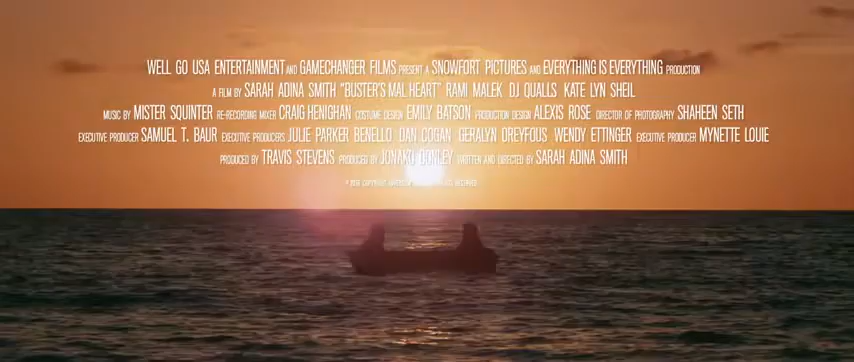 WELL GO USA ENTERTAINMENT AND GAMECHANGER FILMS PRESENT A SNOWFORT PICTURES AND EVERYTHING IS EVERYTHING PRODUCTION
A FILM BY SARAH ADINA SMITH "BUSTER'S MAL HEART" RAMI MALEK DJ QUALLS KATE LYN SHEIL
MUSIC BY MISTER SQUINTER RE-RECORDING MIXER CRAIG HENIGHAN COSTUME DESIGN EMILY BATSON PRODUCTION DESIGN ALEXIS ROSE DIRECTOR OF PHOTOGRAPHY SHAHEEN SETH
EXECUTIVE PRODUCER SAMUEL T. BAUR EXECUTIVE PRODUCERS JULIE PARKER BENELLO DAN COGAN GERALYN DREYFOUS WENDY ETTINGER EXECUTIVE PRODUCER MYNETTE LOUIE
PRODUCED BY TRAVIS STEVENS PRODUCED BY JONAKO DONLEY WRITTEN AND DIRECTED BY SARAH ADINA SMITH
© 2016 COPYRIGHT